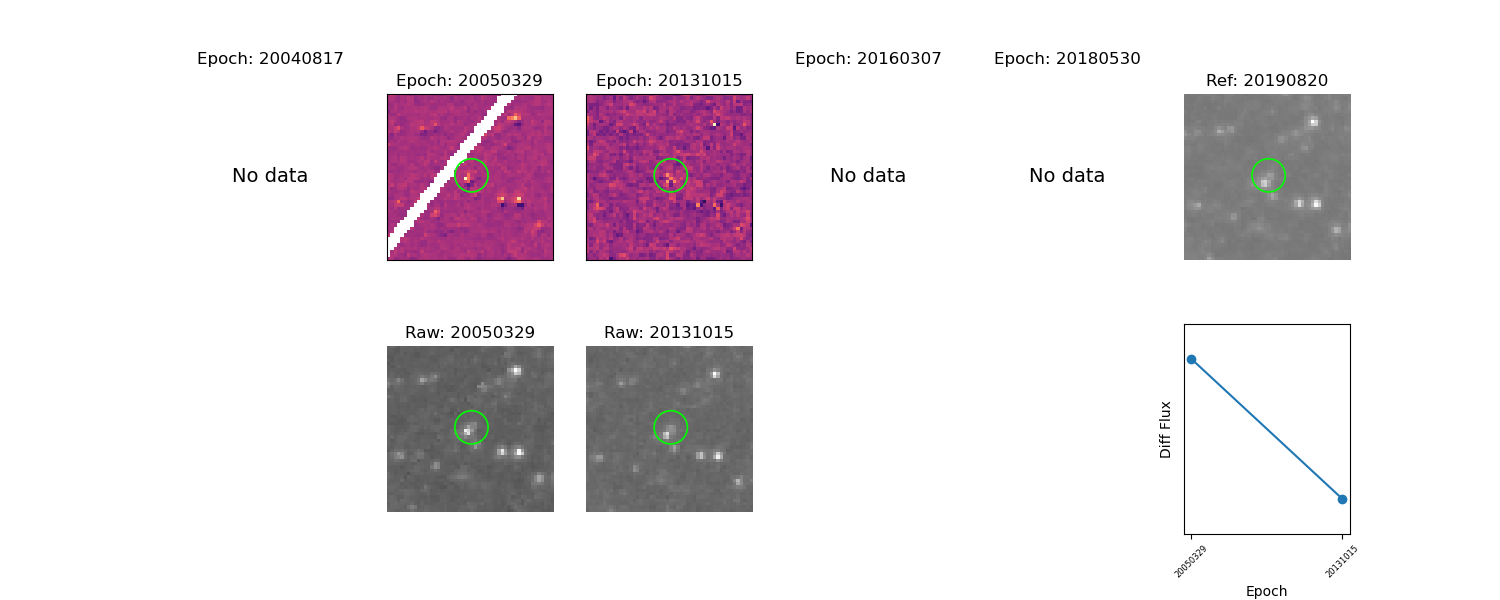 Epoch: 20040817
Epoch: 20160307
Epoch: 20180530
Epoch: 20050329
Epoch: 20131015
Ref: 20190820
No data
No data
No data
Raw: 20050329
Raw: 20131015
Diff Flux
20050329
20131015
Epoch